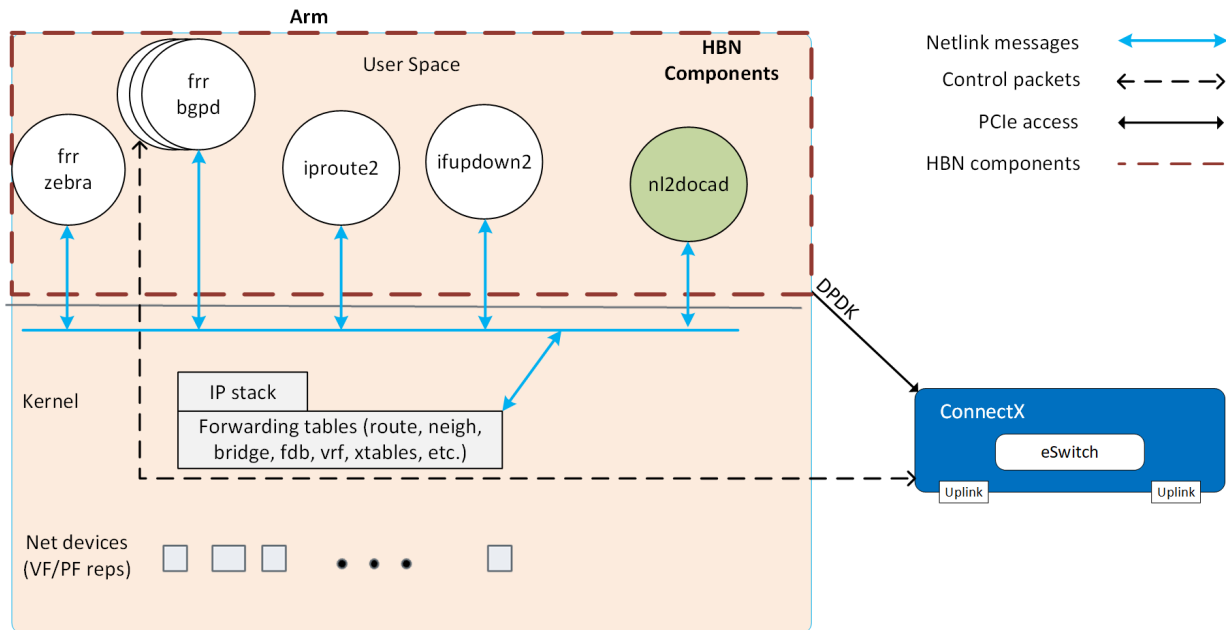 Arm
HBN
Components
User Space
frr
bgpd
frr
zebra
iproute2
ifupdown2
nl2docad
Netlink messages
Control packets
PCIe access
HBN components
DPDK
Kernel
IP stack
Forwarding tables (route, neigh,
bridge, fdb, vrf, xtables, etc.)
ConnectX
eSwitch
Uplink
Uplink
Net devices
(VF/PF reps)